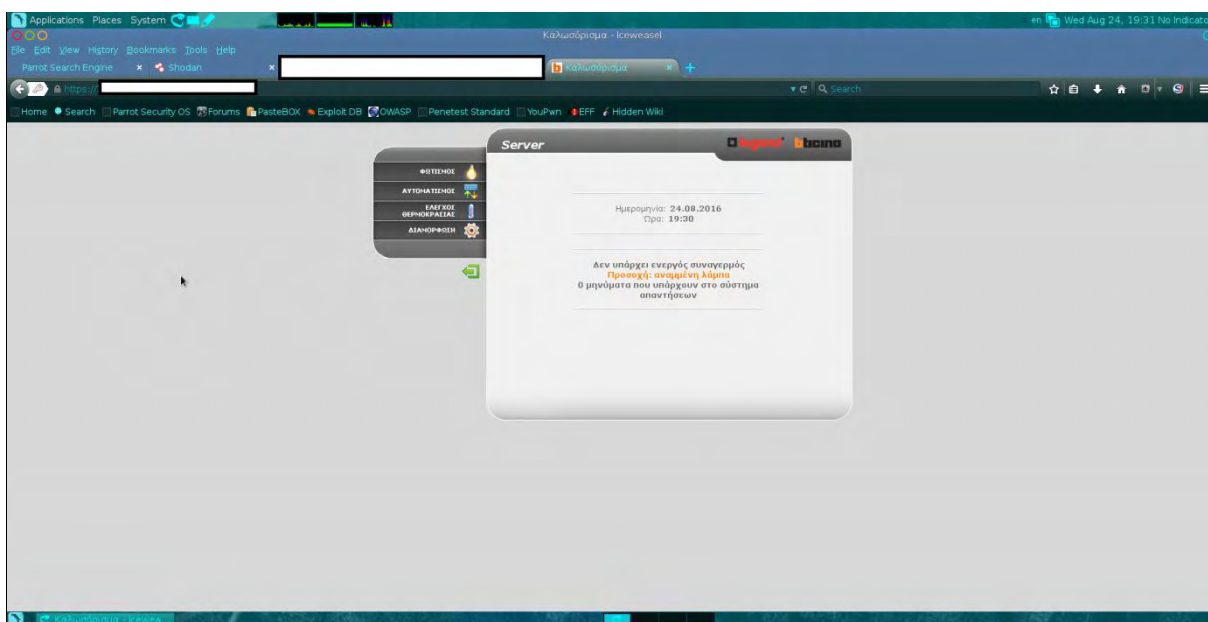 Applications Places System
en Wed Aug 24, 19:31 No Indicato
Καλωσόρισμα - Iceweasel
File Edit View History Bookmarks Tools Help
Parrot Search Engine × Shodan × Καλωσόρισμα × +
https:// Search
Home Search Parrot Security OS Forums PasteBOX Exploit DB OWASP Penetest Standard YouPwn EFF Hidden Wiki
Server legrand bticino
ΦΩΤΙΣΜΟΣ
ΑΥΤΟΜΑΤΙΣΜΟΣ
ΕΛΕΓΧΟΣ
ΘΕΡΜΟΚΡΑΣΙΑΣ
ΔΙΑΜΟΡΦΩΣΗ
Ημερομηνία: 24.08.2016
Ώρα: 19:30
Δεν υπάρχει ενεργός συναγερμός
Προσοχή: αναμμένη λάμπα
0 μηνύματα που υπάρχουν στο σύστημα
απαντήσεων
Καλωσόρισμα - Icewea